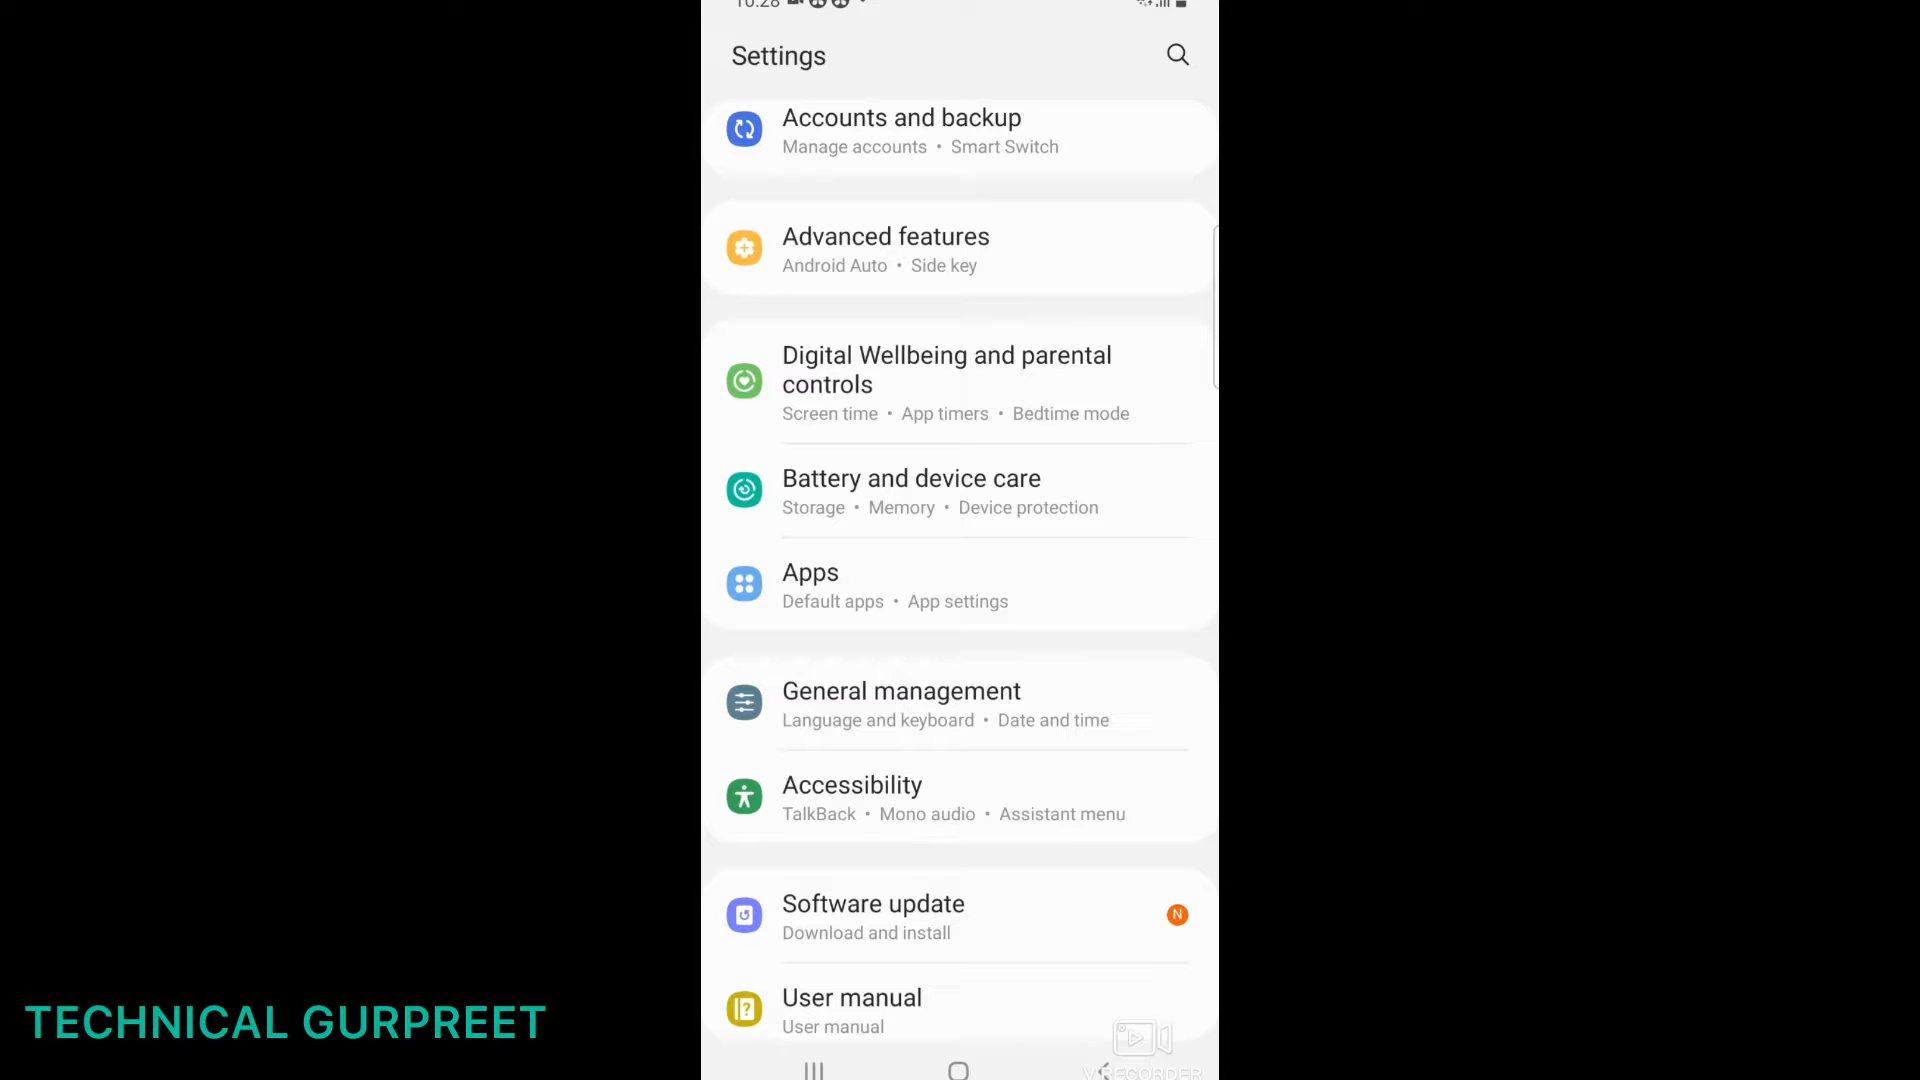 10:28
Settings
Accounts and backup
Manage accounts • Smart Switch
Advanced features
Android Auto • Side key
Digital Wellbeing and parental
controls
Screen time • App timers • Bedtime mode
Battery and device care
Storage • Memory • Device protection
Apps
Default apps • App settings
General management
Language and keyboard • Date and time
Accessibility
TalkBack • Mono audio • Assistant menu
Software update
N
Download and install
User manual
User manual
TECHNICAL GURPREET
V RECORDER